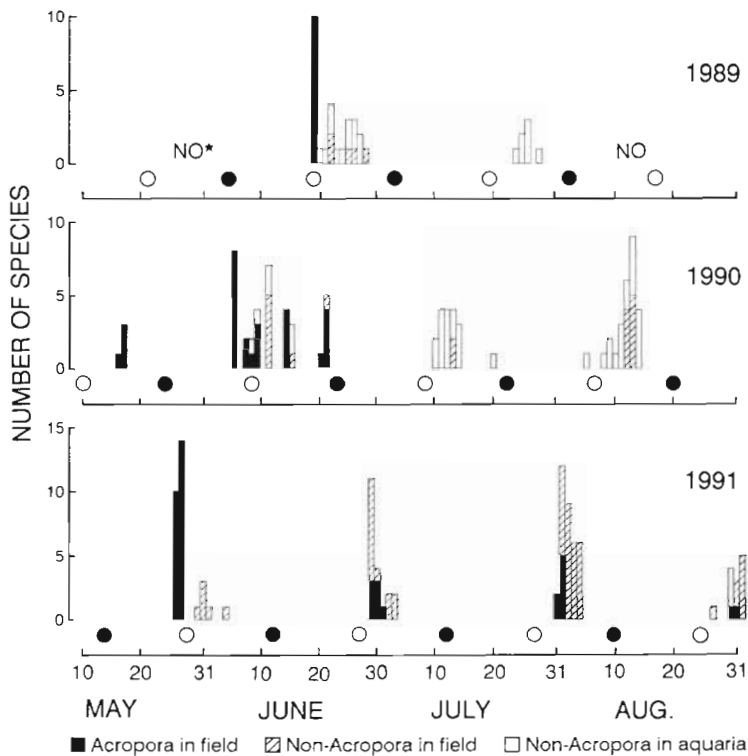 10
5
0
1989
NO*
NO
NUMBER OF SPECIES
10
5
0
1990
15
10
5
0
1991
10 20 31 10 20 30 10 20 31 10 20 31
MAY JUNE JULY AUG.
Acropora in field Non-Acropora in field Non-Acropora in aquaria